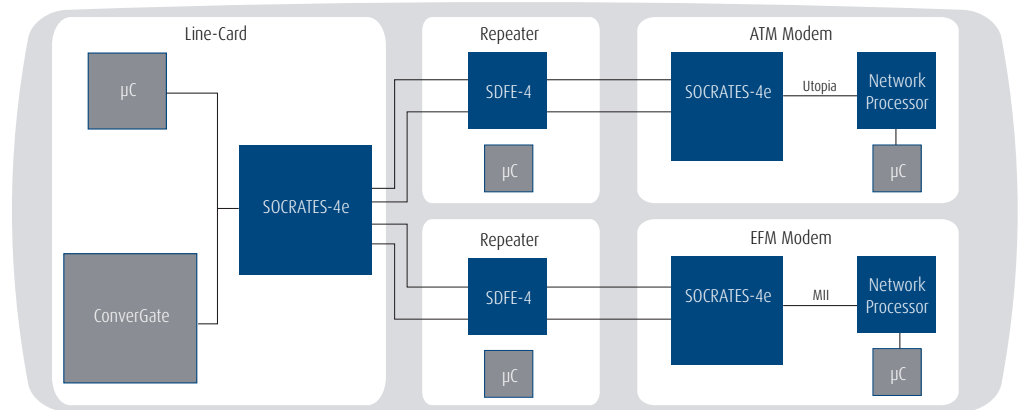 Line-Card
µC
SOCRATES-4e
ConverGate
Repeater
SDFE-4
µC
ATM Modem
SOCRATES-4e
Utopia
Network
Processor
µC
Repeater
SDFE-4
µC
EFM Modem
SOCRATES-4e
MII
Network
Processor
µC